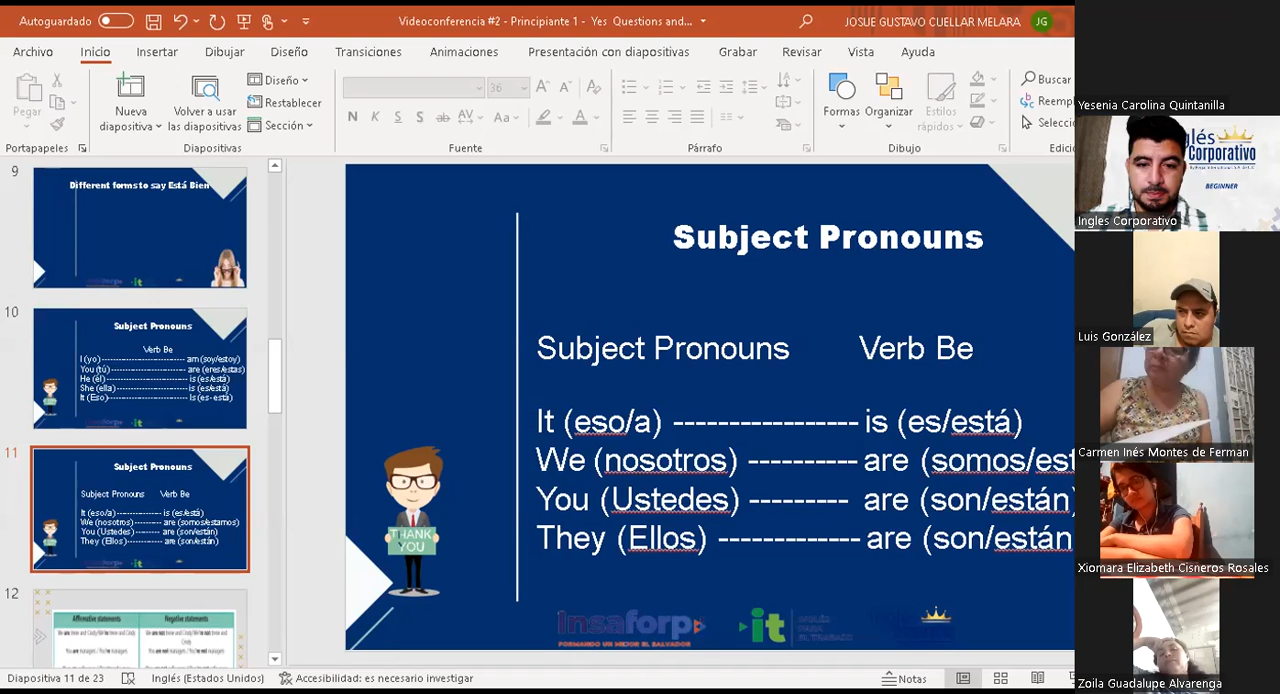 Autoguardado
Videoconferencia #2 - Principiante 1 - Yes Questions and...
JOSUE GUSTAVO CUELLAR MELARA JG
Archivo Inicio Insertar Dibujar Diseño Transiciones Animaciones Presentación con diapositivas Grabar Revisar Vista Ayuda
Pegar
Nueva diapositiva
Volver a usar las diapositivas
Diseño
Restablecer
Sección
36
N K S S ab AV Aa A
Formas
Organizar
Estilos rápidos
Buscar
Reemp
Selecci
Portapapeles Diapositivas Fuente Párrafo Dibujo Edici
9
Different forms to say Está Bien
10
Subject Pronouns
Verb Be
I (yo) ------------------------------- am (soy/estoy)
You (tú) ---------------------------- are (eres/estas)
He (él) ------------------------------ is (es/está)
She (ella) --------------------------- is (es/está)
It (Eso) ------------------------------ Is (es- está)
11
Subject Pronouns
Subject Pronouns Verb Be
It (eso/a) ----------------- is (es/está)
We (nosotros) ---------- are (somos/estamos)
You (Ustedes) --------- are (son/están)
They (Ellos) ------------ are (son/están)
12
Affirmative statements Negative statements
Subject Pronouns
Subject Pronouns Verb Be
It (eso/a) ----------------- is (es/está)
We (nosotros) ---------- are (somos/est
You (Ustedes) --------- are (son/están)
They (Ellos) ------------ are (son/están
THANK
YOU
Insaforp
FORMANDO UN MEJOR EL SALVADOR
it
Diapositiva 11 de 23 Inglés (Estados Unidos) Accesibilidad: es necesario investigar Notas
Yesenia Carolina Quintanilla
Inglés
Corporativo
BEGINNER
Ingles Corporativo
Luis González
Carmen Inés Montes de Ferman
Xiomara Elizabeth Cisneros Rosales
Zoila Guadalupe Alvarenga